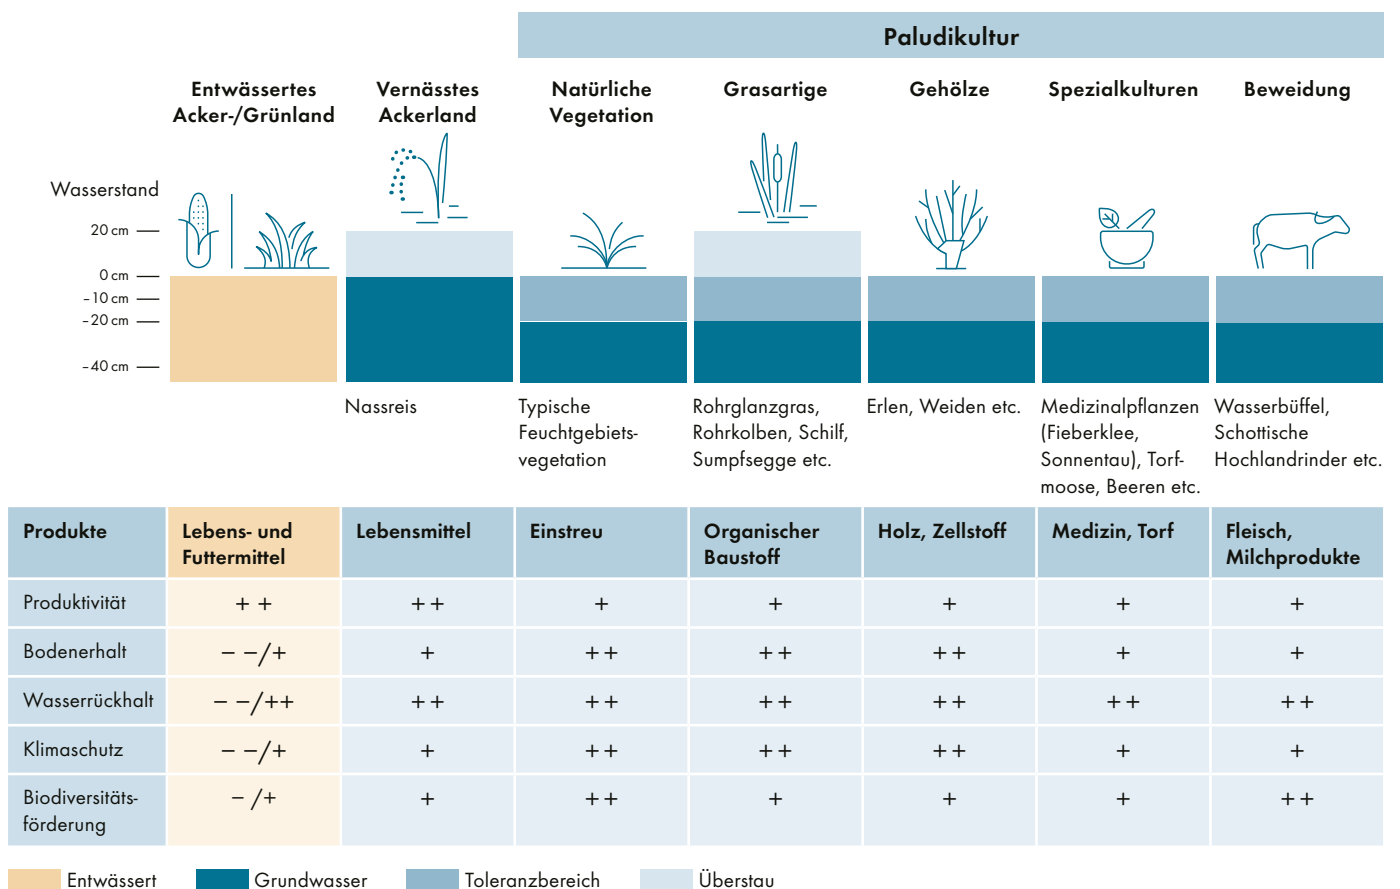 Paludikultur
Entwässertes
Acker-/Grünland
Vernässtes
Ackerland
Natürliche
Vegetation
Grasartige
Gehölze
Spezialkulturen
Beweidung
Wasserstand
20 cm
0 cm
–10 cm
–20 cm
–40 cm
Nassreis
Typische
Feuchtgebiets-
vegetation
Rohrglanzgras,
Rohrkolben, Schilf,
Sumpfsegge etc.
Erlen, Weiden etc.
Medizinalpflanzen
(Fieberklee,
Sonnentau), Torf-
moose, Beeren etc.
Wasserbüffel,
Schottische
Hochlandrinder etc.
Produkte
Lebens- und
Futtermittel
Lebensmittel
Einstreu
Organischer
Baustoff
Holz, Zellstoff
Medizin, Torf
Fleisch,
Milchprodukte
Produktivität + + ++ + + + + +
Bodenerhalt – –/+ + ++ ++ ++ + +
Wasserrückhalt – –/++ ++ ++ ++ ++ ++ ++
Klimaschutz – –/+ + ++ ++ ++ + +
Biodiversitäts-
förderung – /+ + ++ + + + ++
Entwässert Grundwasser Toleranzbereich Überstau